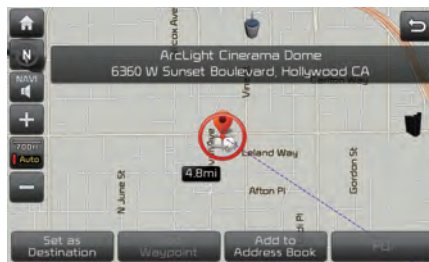 ArcLight Cinerama Dome
6360 W Sunset Boulevard, Hollywood CA
N
NAVI
700ft
Auto
Leland Way
4.8mi
Afton Pl
N June St
Gordon St
Set as
Destination
Waypoint
Add to
Address Book